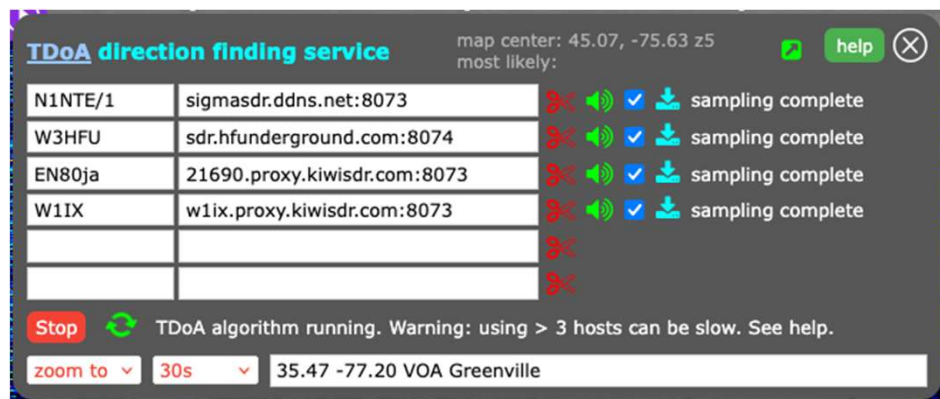 TDoA direction finding service
map center: 45.07, -75.63 z5
most likely:
help
N1NTE/1 sigmasdr.ddns.net:8073 sampling complete
W3HFU sdr.hfunderground.com:8074 sampling complete
EN80ja 21690.proxy.kiwisdr.com:8073 sampling complete
W1IX w1ix.proxy.kiwisdr.com:8073 sampling complete
Stop TDoA algorithm running. Warning: using > 3 hosts can be slow. See help.
zoom to 30s 35.47 -77.20 VOA Greenville